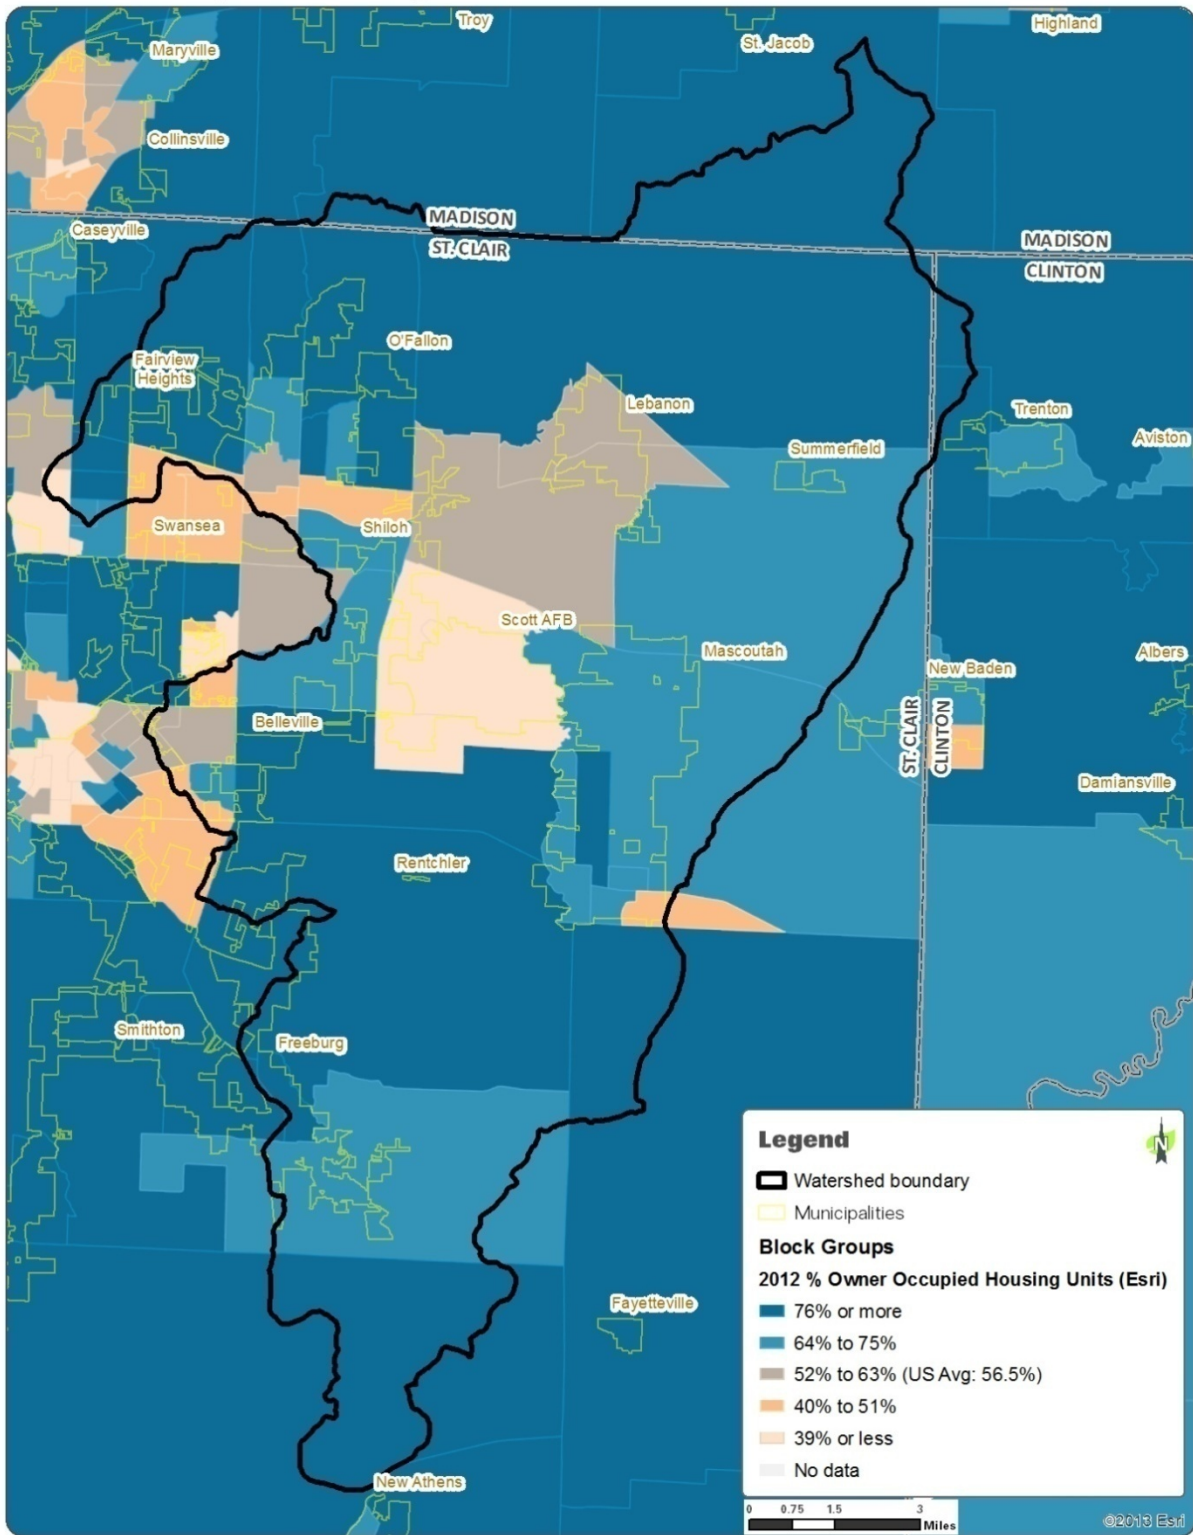 Troy
Highland
St. Jacob
Maryville
Collinsville
MADISON
Caseyville
ST. CLAIR
MADISON
CLINTON
O'Fallon
Fairview
Heights
Lebanon
Trenton
Aviston
Summerfield
Swansea
Shiloh
Scott AFB
Mascoutah
Albers
New Baden
Belleville
ST. CLAIR
CLINTON
Damiansville
Rentchler
Smithton
Freeburg
Fayetteville
New Athens
Legend
N
Watershed boundary
Municipalities
Block Groups
2012 % Owner Occupied Housing Units (Esri)
76% or more
64% to 75%
52% to 63% (US Avg: 56.5%)
40% to 51%
39% or less
No data
0 0.75 1.5 3
Miles
©2013 Esri